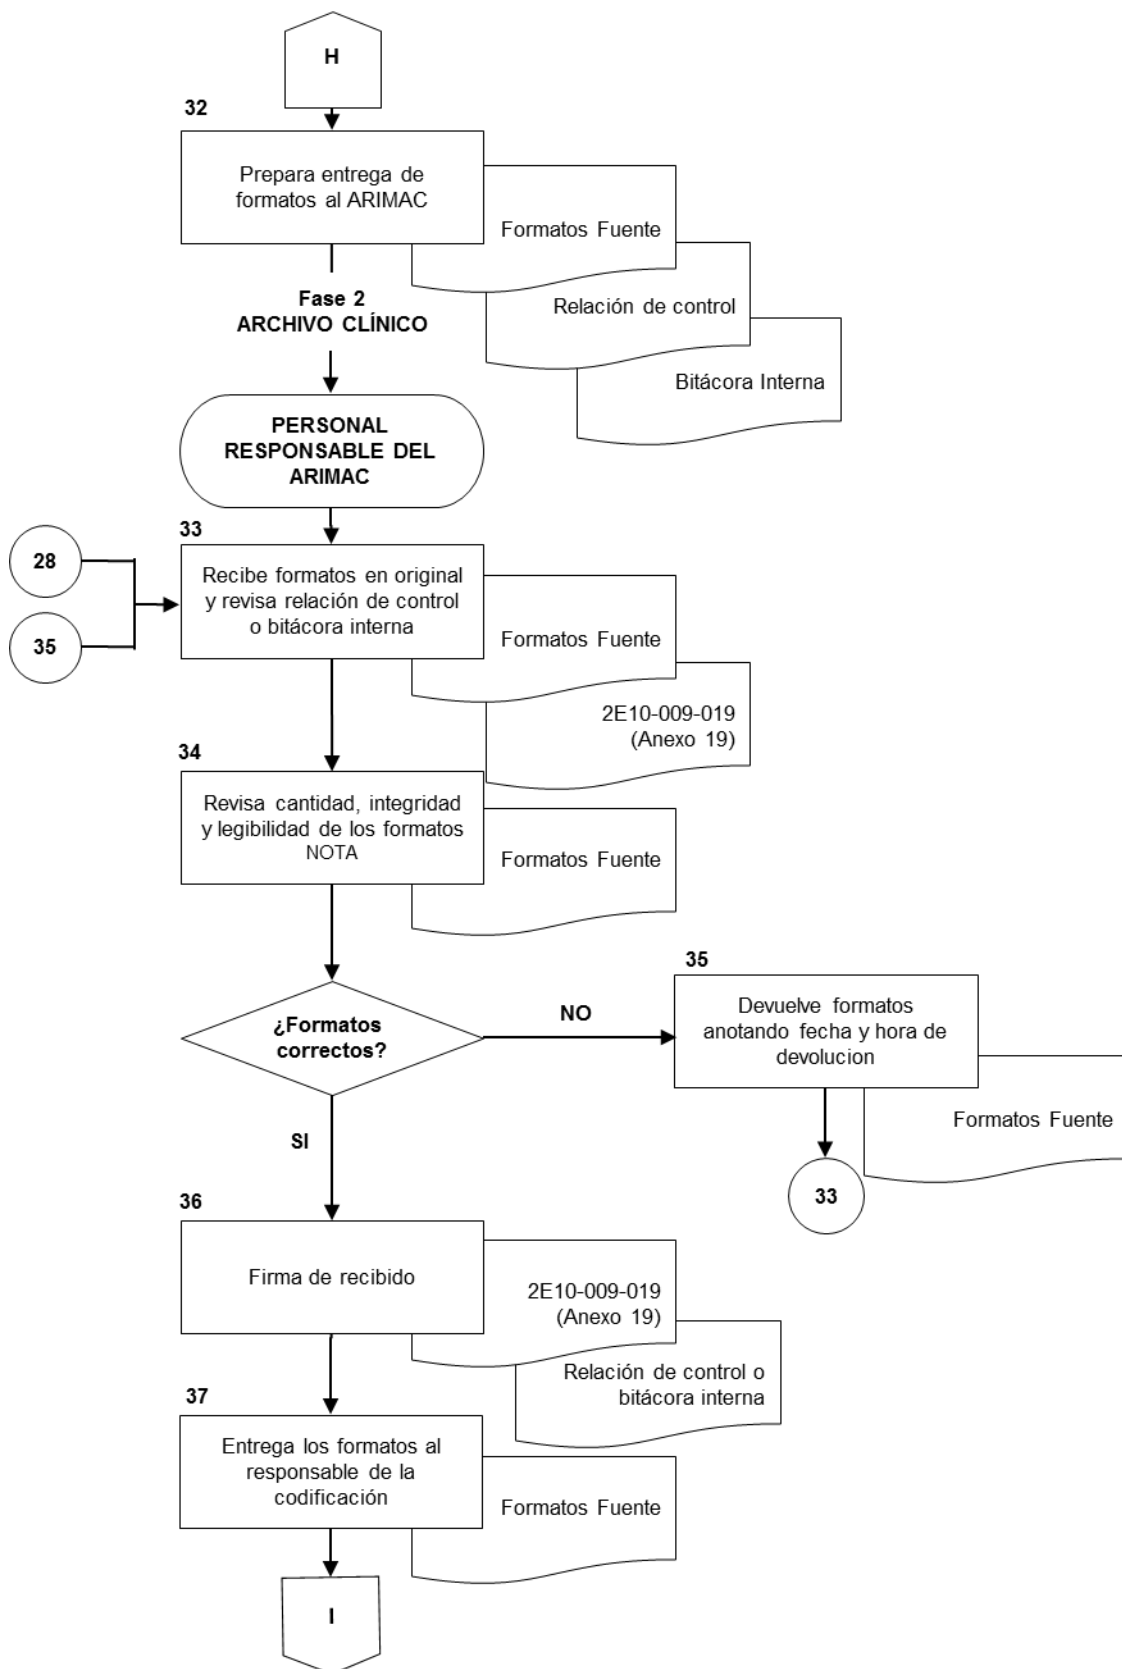 H
32
Prepara entrega de
formatos al ARIMAC
Formatos Fuente
Relación de control
Bitácora Interna
Fase 2
ARCHIVO CLÍNICO
PERSONAL
RESPONSABLE DEL
ARIMAC
33
28
35
Recibe formatos en original
y revisa relación de control
o bitácora interna
Formatos Fuente
2E10-009-019
(Anexo 19)
34
Revisa cantidad, integridad
y legibilidad de los formatos
NOTA
Formatos Fuente
¿Formatos
correctos?
NO
35
Devuelve formatos
anotando fecha y hora de
devolucion
Formatos Fuente
33
SI
36
Firma de recibido
2E10-009-019
(Anexo 19)
Relación de control o
bitácora interna
37
Entrega los formatos al
responsable de la
codificación
Formatos Fuente
I